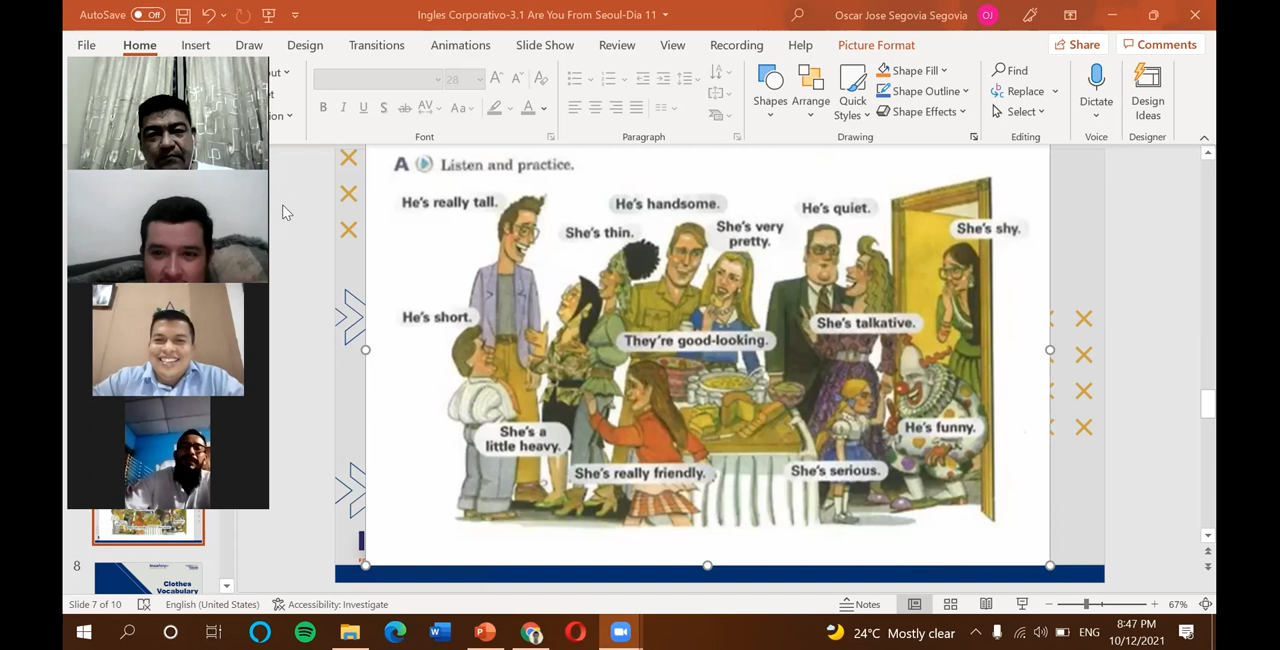 AutoSave Off
Ingles Corporativo-3.1 Are You From Seoul-Dia 11
Oscar Jose Segovia Segovia
OJ
File Home Insert Draw Design Transitions Animations Slide Show Review View Recording Help Picture Format
Share Comments
28
Font
Paragraph
Shapes
Arrange
Quick Styles
Shape Fill
Shape Outline
Shape Effects
Drawing
Find
Replace
Select
Editing
Dictate
Voice
Design Ideas
Designer
A Listen and practice.
He's really tall.
He's handsome.
He's quiet.
She's thin.
She's very
pretty.
She's shy.
He's short.
They're good-looking.
She's talkative.
She's a
little heavy.
He's funny.
She's really friendly.
She's serious.
8
Clothes
Vocabulary
Slide 7 of 10 English (United States) Accessibility: Investigate Notes 67%
24°C Mostly clear ENG 8:47 PM
10/12/2021